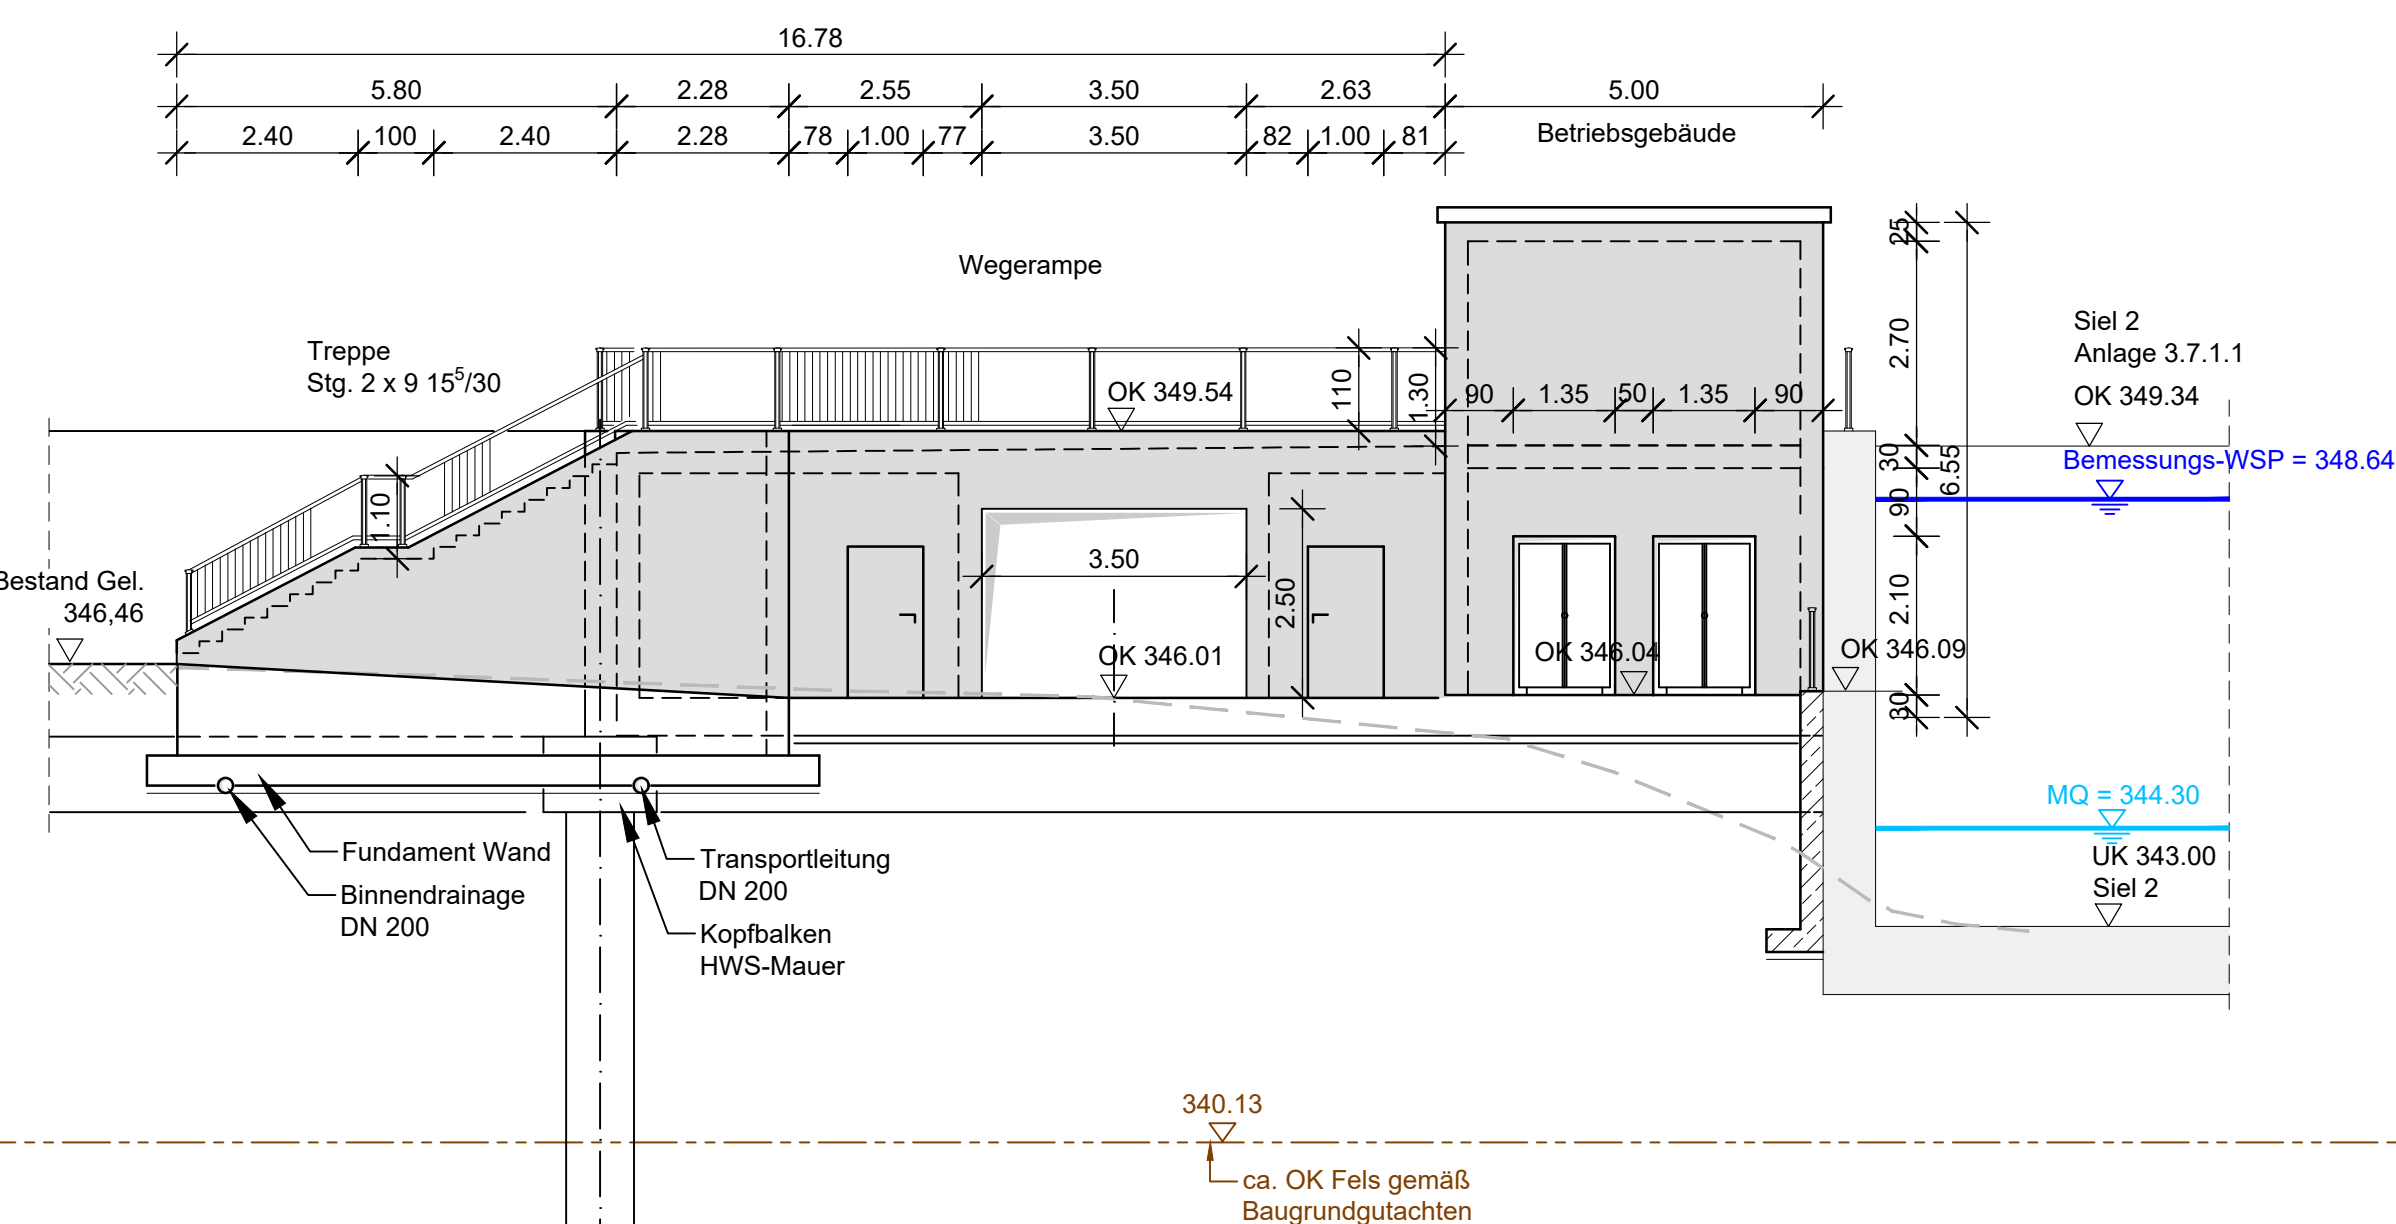 16.78
5.80 2.28 2.55 3.50 2.63 5.00
2.40 100 2.40 2.28 78 1.00 77 3.50 82 1.00 81
Betriebsgebäude
Wegerampe
25
2.70
Siel 2
Anlage 3.7.1.1
OK 349.34
Treppe
Stg. 2 x 9 15⁵/30
OK 349.54
110
1.30
90 1.35 50 1.35 90
30
6.55
Bemessungs-WSP = 348.64
90
1.10
3.50
2.50
2.10
Bestand Gel.
346,46
OK 346.01
OK 346.04
OK 346.09
30
MQ = 344.30
UK 343.00
Siel 2
Fundament Wand
Binnendrainage
DN 200
Transportleitung
DN 200
Kopfbalken
HWS-Mauer
340.13
ca. OK Fels gemäß
Baugrundgutachten